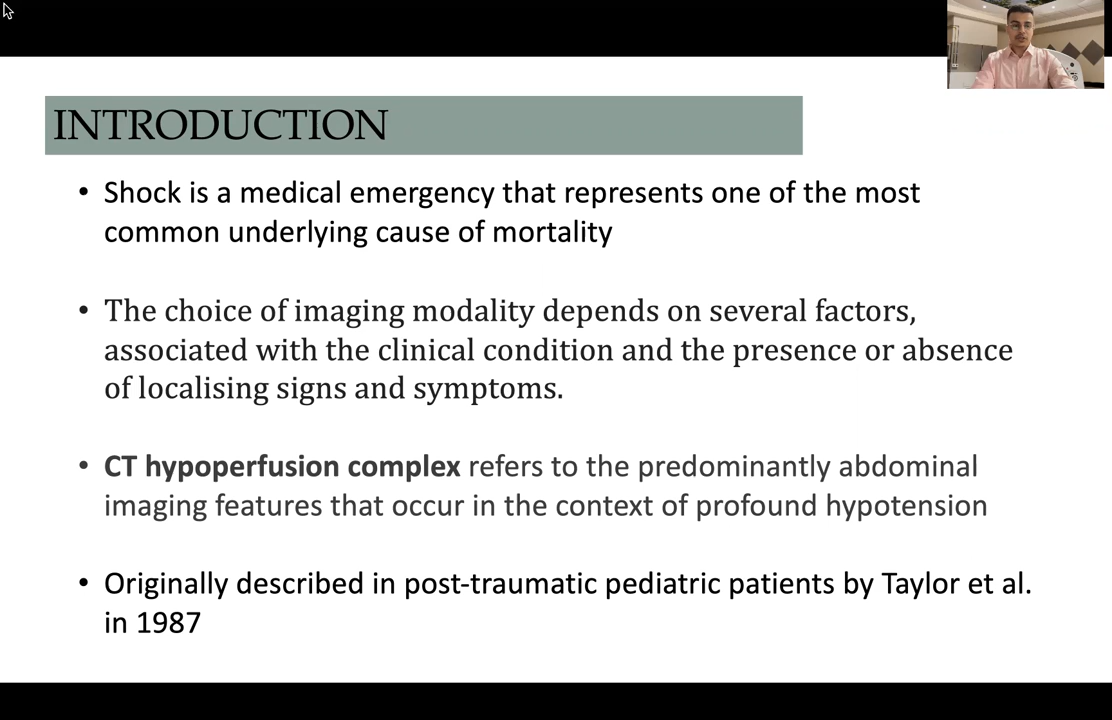 INTRODUCTION
• Shock is a medical emergency that represents one of the most
common underlying cause of mortality
• The choice of imaging modality depends on several factors,
associated with the clinical condition and the presence or absence
of localising signs and symptoms.
• CT hypoperfusion complex refers to the predominantly abdominal
imaging features that occur in the context of profound hypotension
• Originally described in post-traumatic pediatric patients by Taylor et al.
in 1987